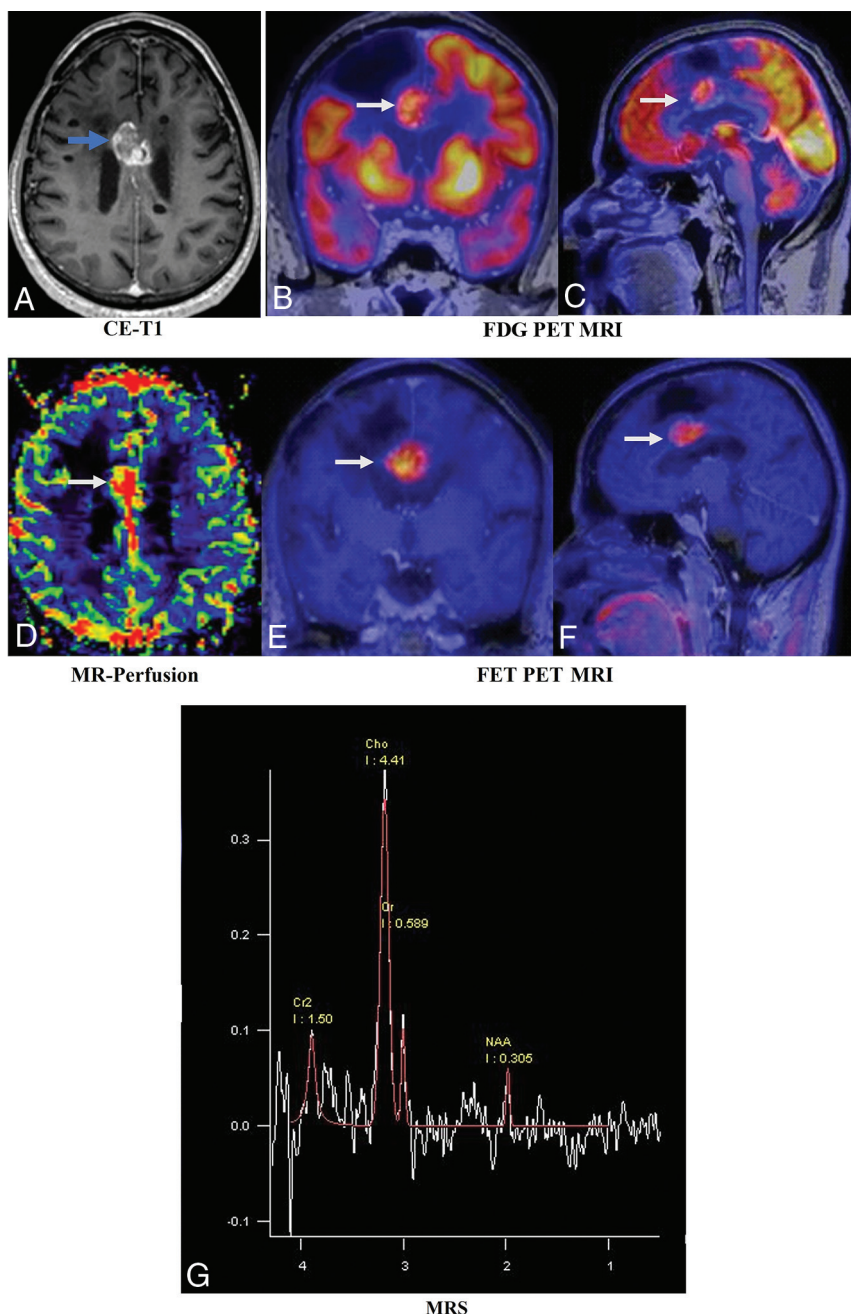 A
B
C
CE-T1
FDG PET MRI
D
E
F
MR-Perfusion
FET PET MRI
Cho
I : 4.41
0.3
Cr
I : 0.589
0.2
Cr2
I : 1.50
0.1
NAA
I : 0.305
0.0
-0.1
4
3
2
1
G
MRS